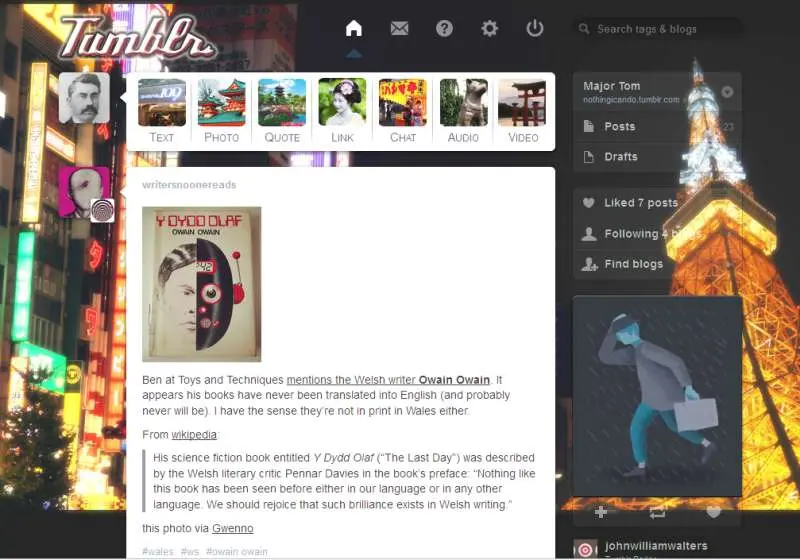 Tumblr.
Search tags & blogs
Text Photo Quote Link Chat Audio Video
Major Tom
nothingicando.tumblr.com
Posts 23
Drafts
Liked 7 posts
Following 4 blogs
Find blogs
writersnoonereads
Y DYDD OLAF
OWAIN OWAIN
Ben at Toys and Techniques mentions the Welsh writer Owain Owain. It
appears his books have never been translated into English (and probably
never will be). I have the sense they're not in print in Wales either.
From wikipedia:
His science fiction book entitled Y Dydd Olaf (“The Last Day”) was described
by the Welsh literary critic Pennar Davies in the book's preface: “Nothing like
this book has been seen before either in our language or in any other
language. We should rejoice that such brilliance exists in Welsh writing.”
this photo via Gwenno
#wales #ws #owain owain
johnwilliamwalters